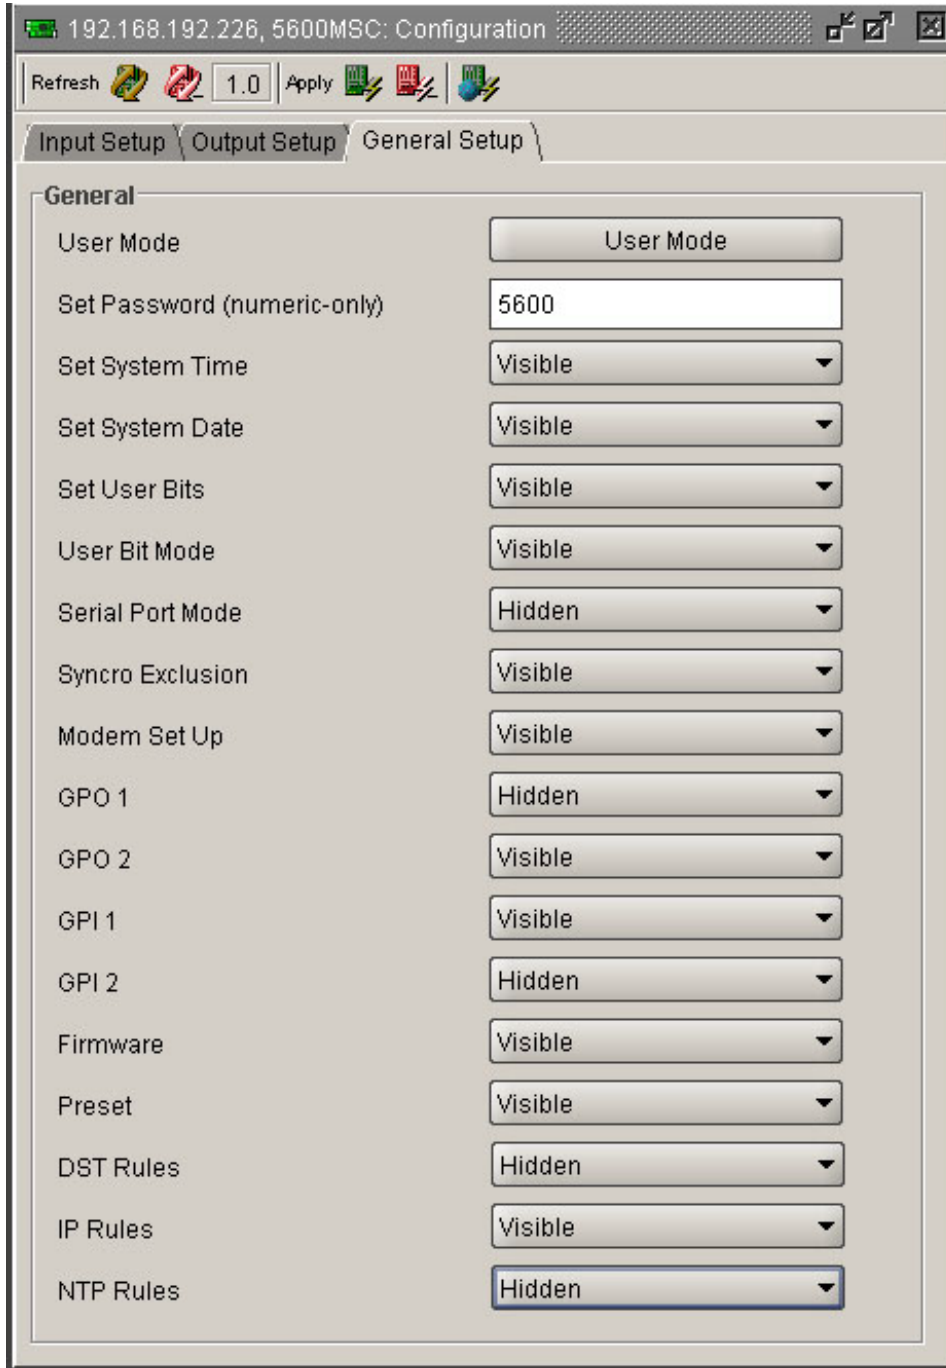 192.168.192.226, 5600MSC: Configuration
Refresh 1.0 Apply
Input Setup Output Setup General Setup
General
User Mode User Mode
Set Password (numeric-only) 5600
Set System Time Visible
Set System Date Visible
Set User Bits Visible
User Bit Mode Visible
Serial Port Mode Hidden
Syncro Exclusion Visible
Modem Set Up Visible
GPO 1 Hidden
GPO 2 Visible
GPI 1 Visible
GPI 2 Hidden
Firmware Visible
Preset Visible
DST Rules Hidden
IP Rules Visible
NTP Rules Hidden